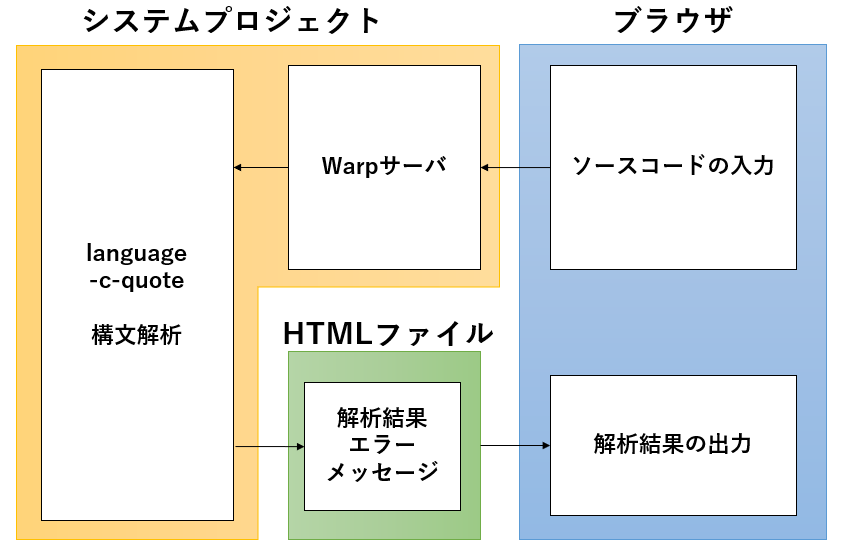 システムプロジェクト
ブラウザ
Warpサーバ
ソースコードの入力
language
-c-quote
構文解析
HTMLファイル
解析結果
エラー
メッセージ
解析結果の出力